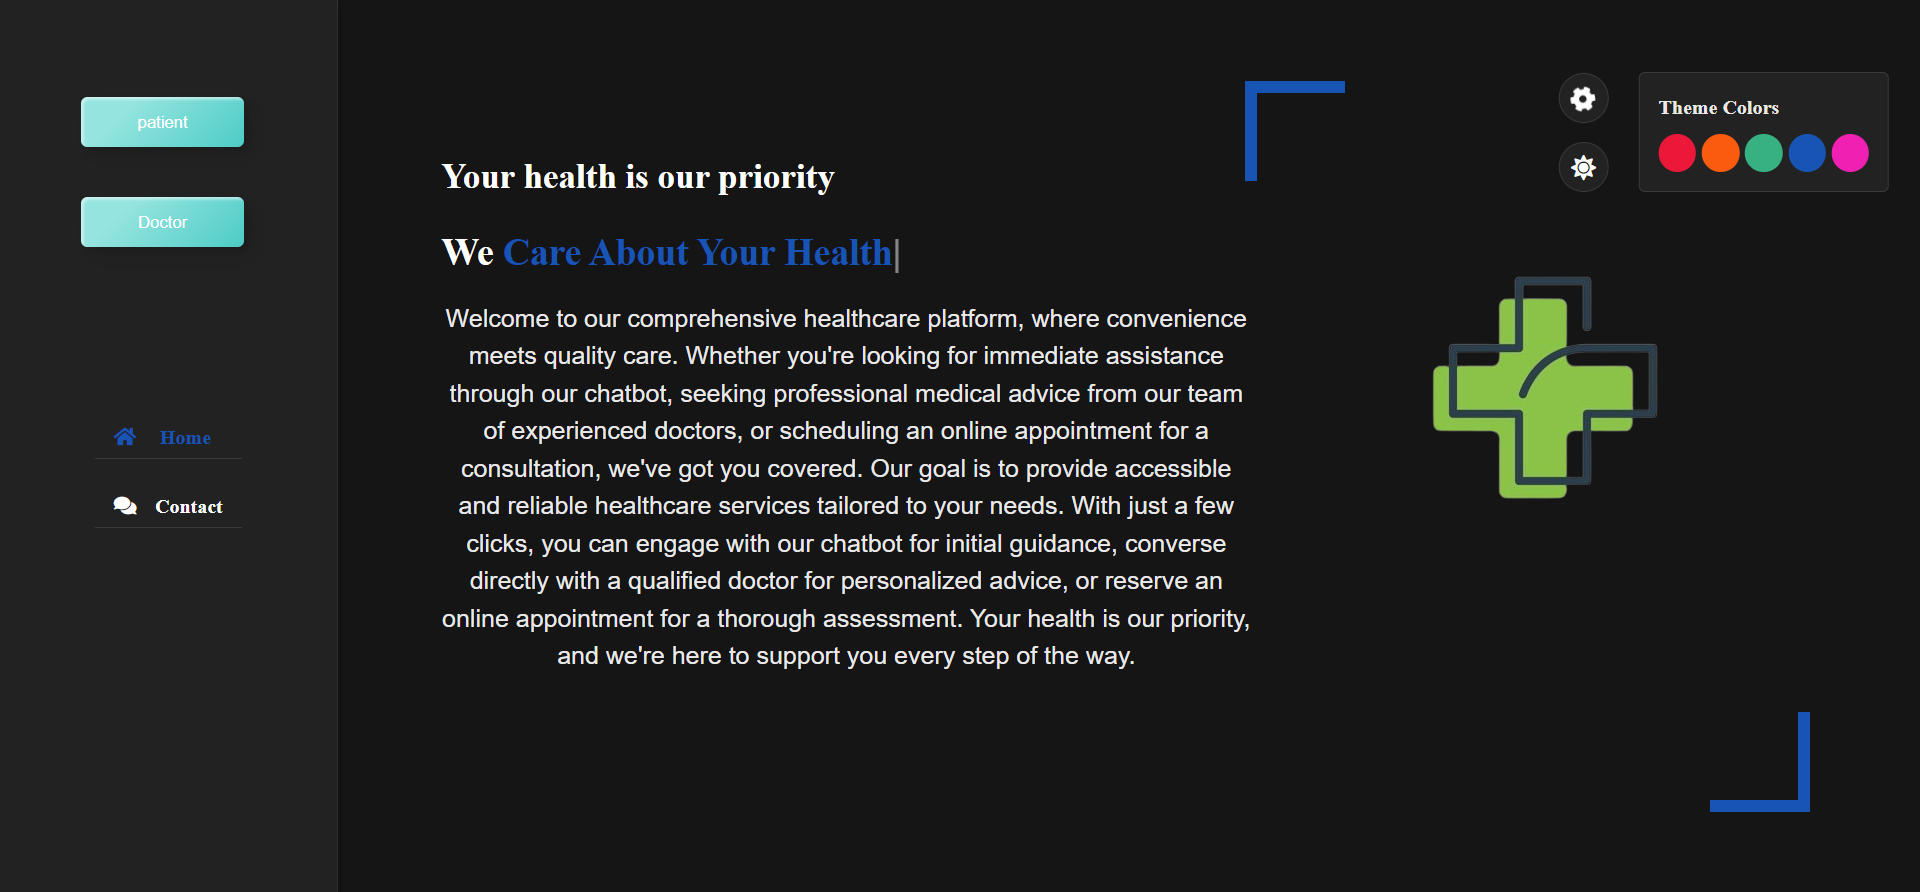 patient
Doctor
Home
Contact
Your health is our priority
We Care About Your Health|
Welcome to our comprehensive healthcare platform, where convenience
meets quality care. Whether you're looking for immediate assistance
through our chatbot, seeking professional medical advice from our team
of experienced doctors, or scheduling an online appointment for a
consultation, we've got you covered. Our goal is to provide accessible
and reliable healthcare services tailored to your needs. With just a few
clicks, you can engage with our chatbot for initial guidance, converse
directly with a qualified doctor for personalized advice, or reserve an
online appointment for a thorough assessment. Your health is our priority,
and we're here to support you every step of the way.
Theme Colors